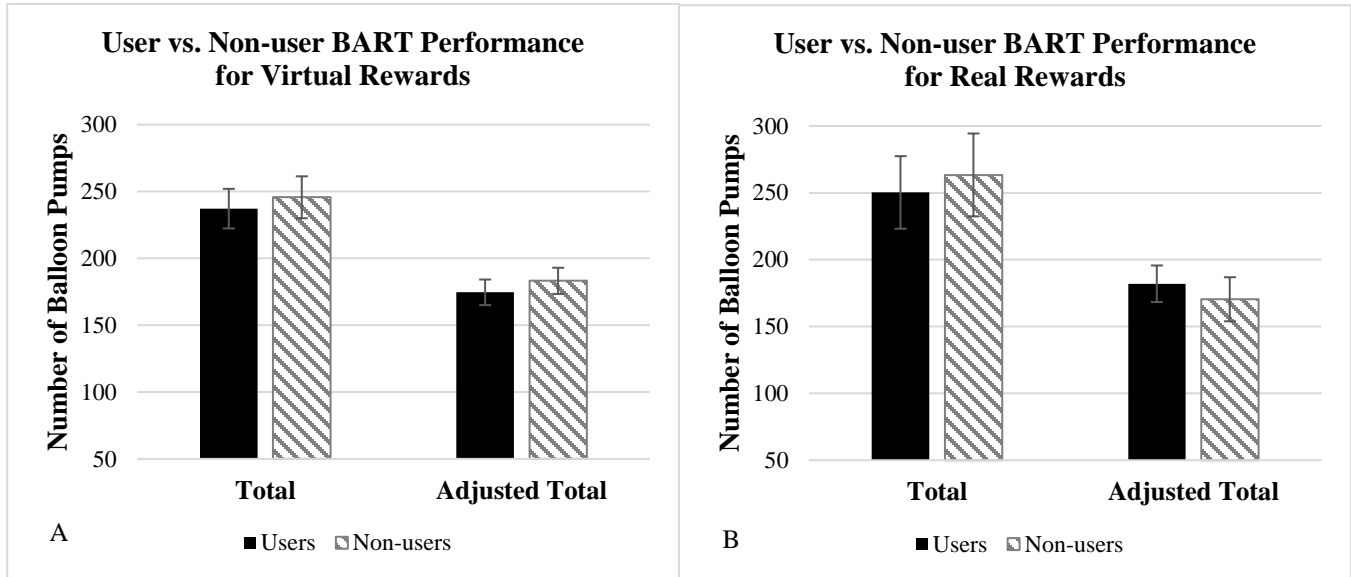 User vs. Non-user BART Performance
for Virtual Rewards
Number of Balloon Pumps
300
250
200
150
100
50
Total
Adjusted Total
A
Users
Non-users
User vs. Non-user BART Performance
for Real Rewards
Number of Balloon Pumps
300
250
200
150
100
50
Total
Adjusted Total
B
Users
Non-users